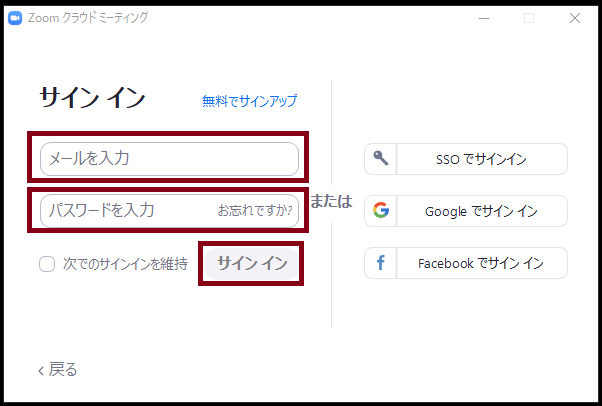 Zoom クラウド ミーティング
サイン イン
無料でサインアップ
メールを入力
パスワードを入力
お忘れですか?
次でのサインインを維持
サイン イン
または
SSO でサインイン
Google でサイン イン
Facebook でサイン イン
戻る